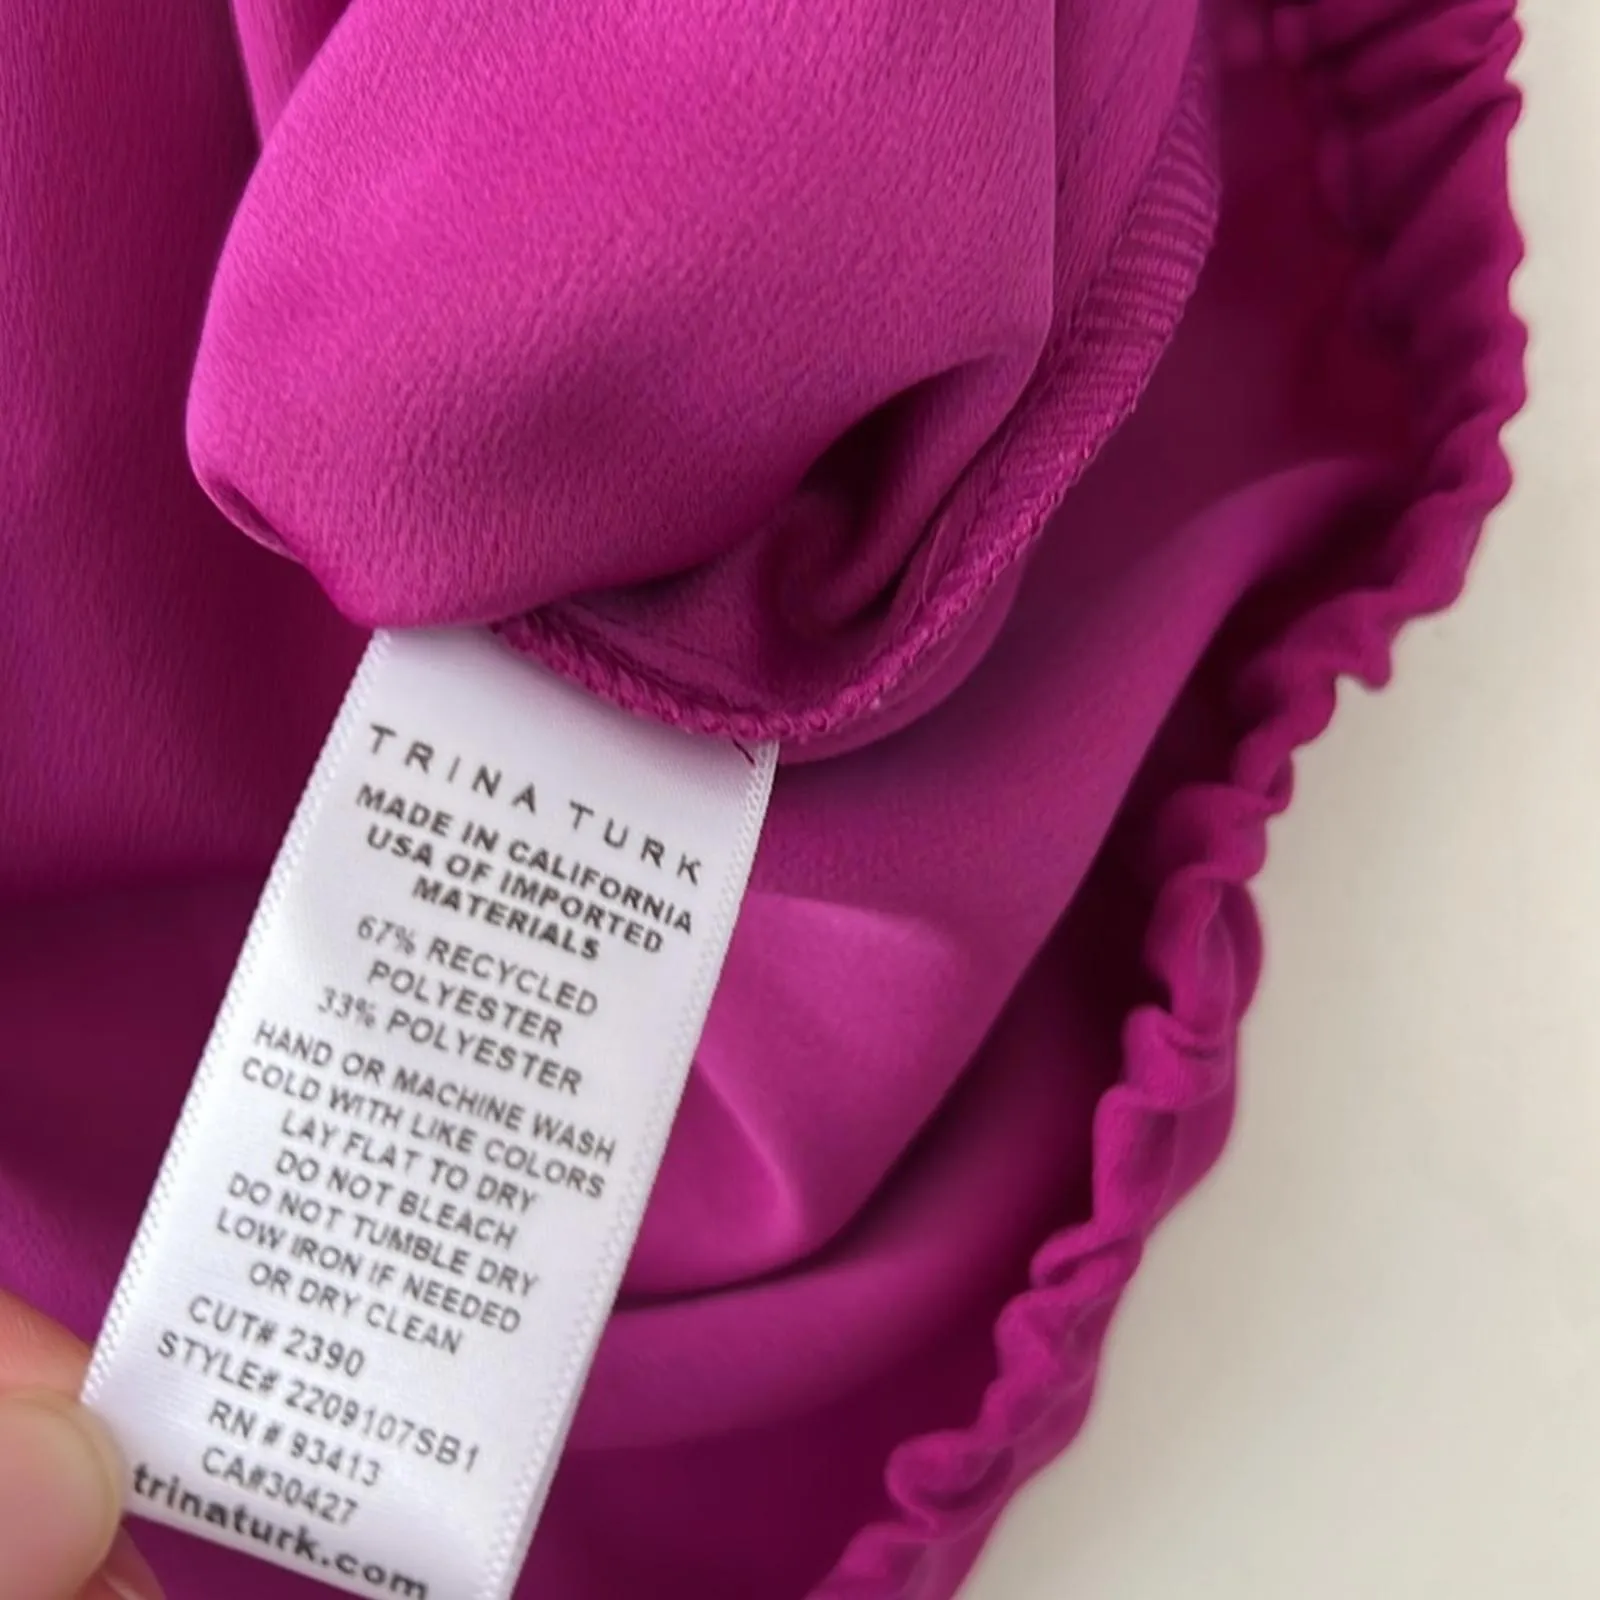 TRINA TURK
MADE IN CALIFORNIA
USA OF IMPORTED
MATERIALS
67% RECYCLED
POLYESTER
33% POLYESTER
HAND OR MACHINE WASH
COLD WITH LIKE COLORS
LAY FLAT TO DRY
DO NOT BLEACH
DO NOT TUMBLE DRY
LOW IRON IF NEEDED
OR DRY CLEAN
CUT# 2390
STYLE# 2209107SB1
RN # 93413
CA#30427
trinaturk.com